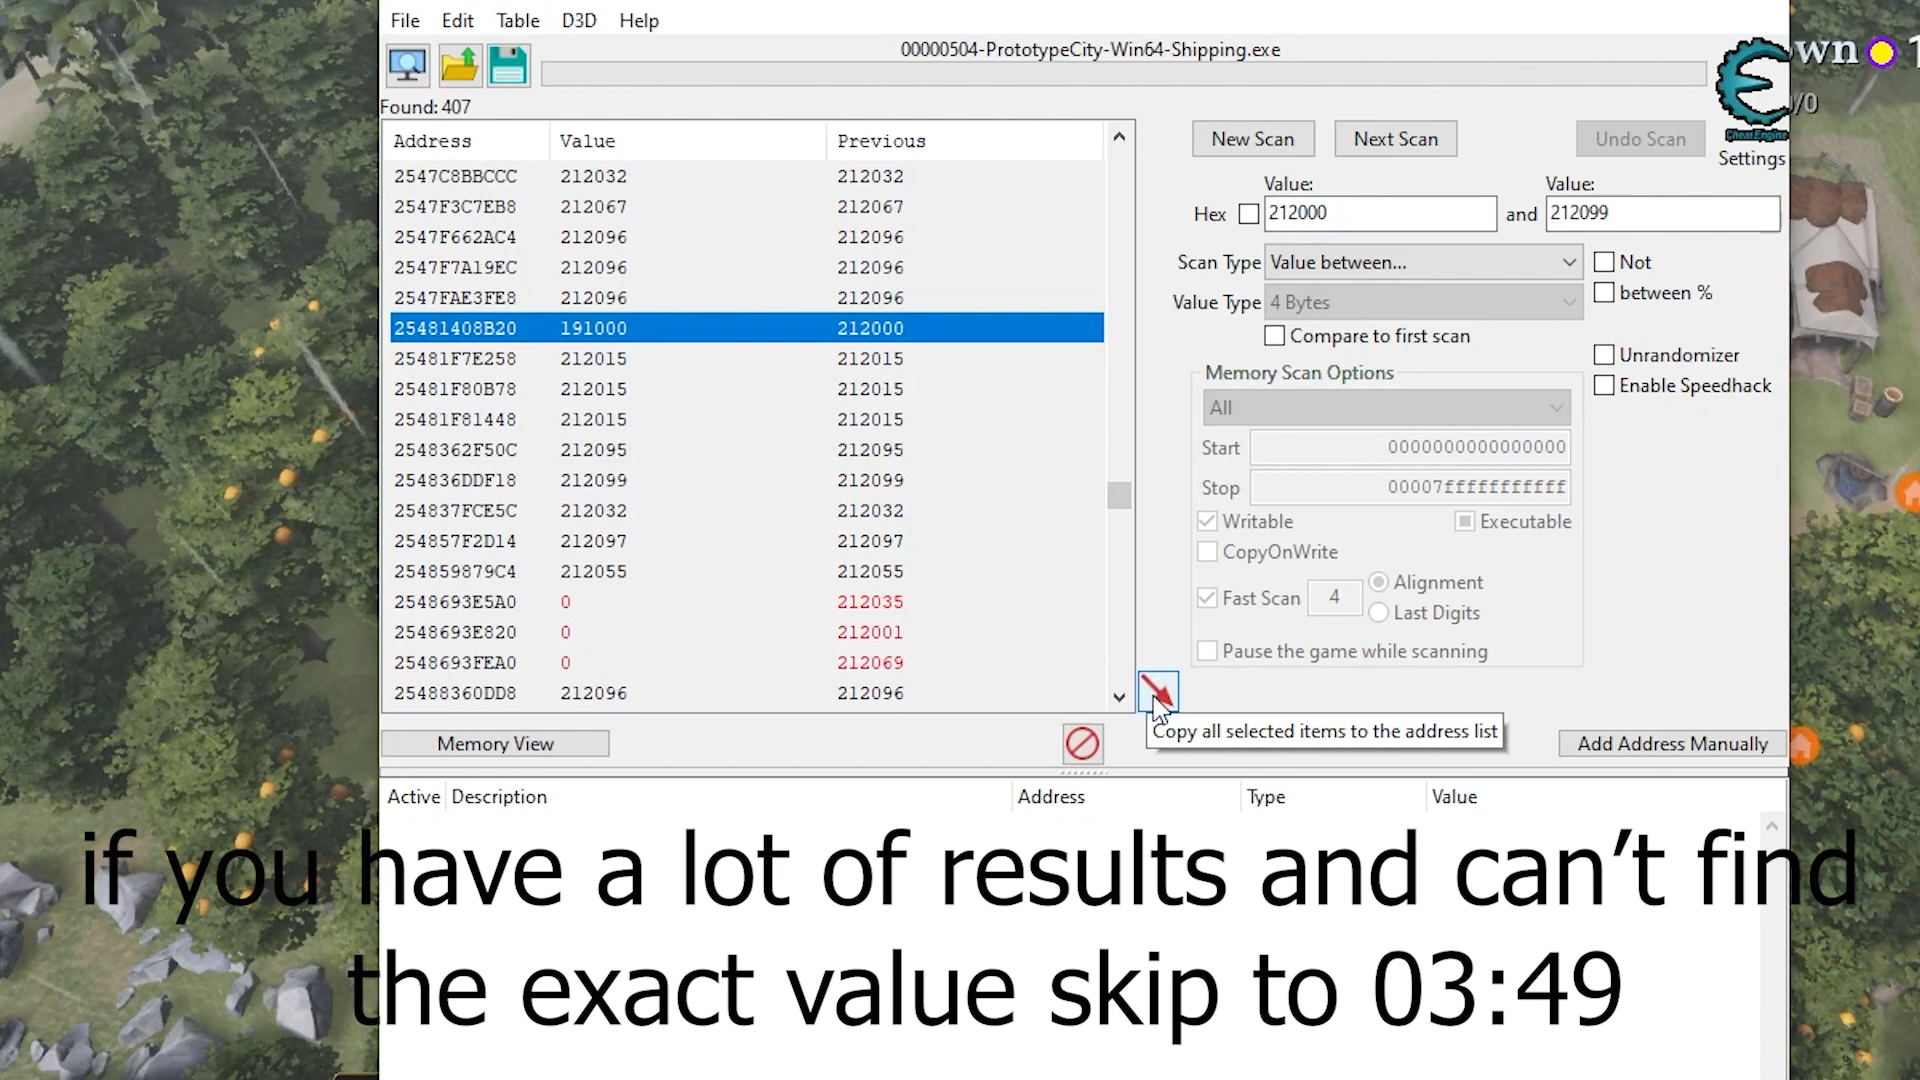 File Edit Table D3D Help
00000504-PrototypeCity-Win64-Shipping.exe
Found: 407
Address Value Previous
2547C8BBCCC 212032 212032
2547F3C7EB8 212067 212067
2547F662AC4 212096 212096
2547F7A19EC 212096 212096
2547FAE3FE8 212096 212096
25481408B20 191000 212000
25481F7E258 212015 212015
25481F80B78 212015 212015
25481F81448 212015 212015
2548362F50C 212095 212095
254836DDF18 212099 212099
254837FCE5C 212032 212032
254857F2D14 212097 212097
254859879C4 212055 212055
2548693E5A0 0 212035
2548693E820 0 212001
2548693FEA0 0 212069
25488360DD8 212096 212096
New Scan Next Scan Undo Scan
Cheat Engine
Settings
wn 1
/0
Value: Value:
Hex 212000 and 212099
Scan Type Value between... Not
Value Type 4 Bytes between %
Compare to first scan
Unrandomizer
Enable Speedhack
Memory Scan Options
All
Start 0000000000000000
Stop 00007fffffffffff
Writable Executable
CopyOnWrite
Fast Scan 4 Alignment
Last Digits
Pause the game while scanning
Copy all selected items to the address list
Memory View Add Address Manually
Active Description Address Type Value
if you have a lot of results and can't find
the exact value skip to 03:49